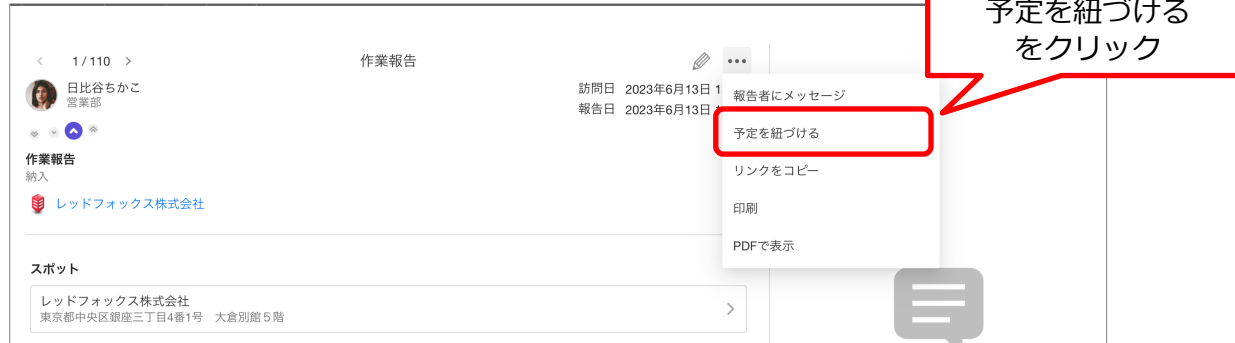 予定を紐づける
をクリック
1 / 110
作業報告
日比谷ちかこ
営業部
訪問日 2023年6月13日 1
報告日 2023年6月13日
報告者にメッセージ
予定を紐づける
リンクをコピー
印刷
PDFで表示
作業報告
納入
レッドフォックス株式会社
スポット
レッドフォックス株式会社
東京都中央区銀座三丁目4番1号 大倉別館５階